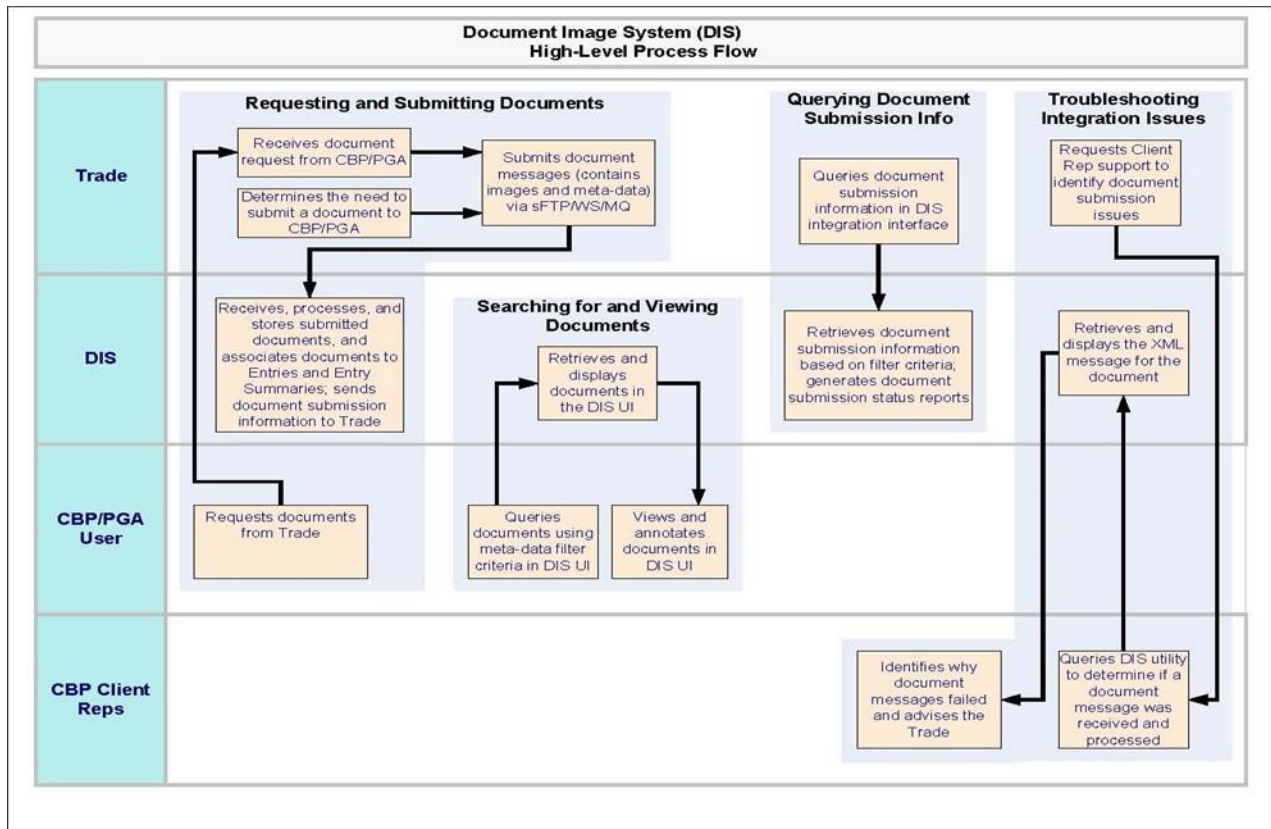 Document Image System (DIS)
High-Level Process Flow
Trade
Requesting and Submitting Documents
Receives document
request from CBP/PGA
Determines the need to
submit a document to
CBP/PGA
Submits document
messages (contains
images and meta-data)
via sFTP/WS/MQ
Querying Document
Submission Info
Queries document
submission
information in DIS
integration interface
Troubleshooting
Integration Issues
Requests Client
Rep support to
identify document
submission
issues
DIS
Receives, processes, and
stores submitted
documents, and
associates documents to
Entries and Entry
Summaries; sends
document submission
information to Trade
Searching for and Viewing
Documents
Retrieves and
displays
documents in
the DIS UI
Retrieves document
submission information
based on filter criteria;
generates document
submission status reports
Retrieves and
displays the XML
message for the
document
CBP/PGA
User
Requests documents
from Trade
Queries
documents using
meta-data filter
criteria in DIS UI
Views and
annotates
documents in
DIS UI
CBP Client
Reps
Identifies why
document
messages failed
and advises the
Trade
Queries DIS utility
to determine if a
document
message was
received and
processed